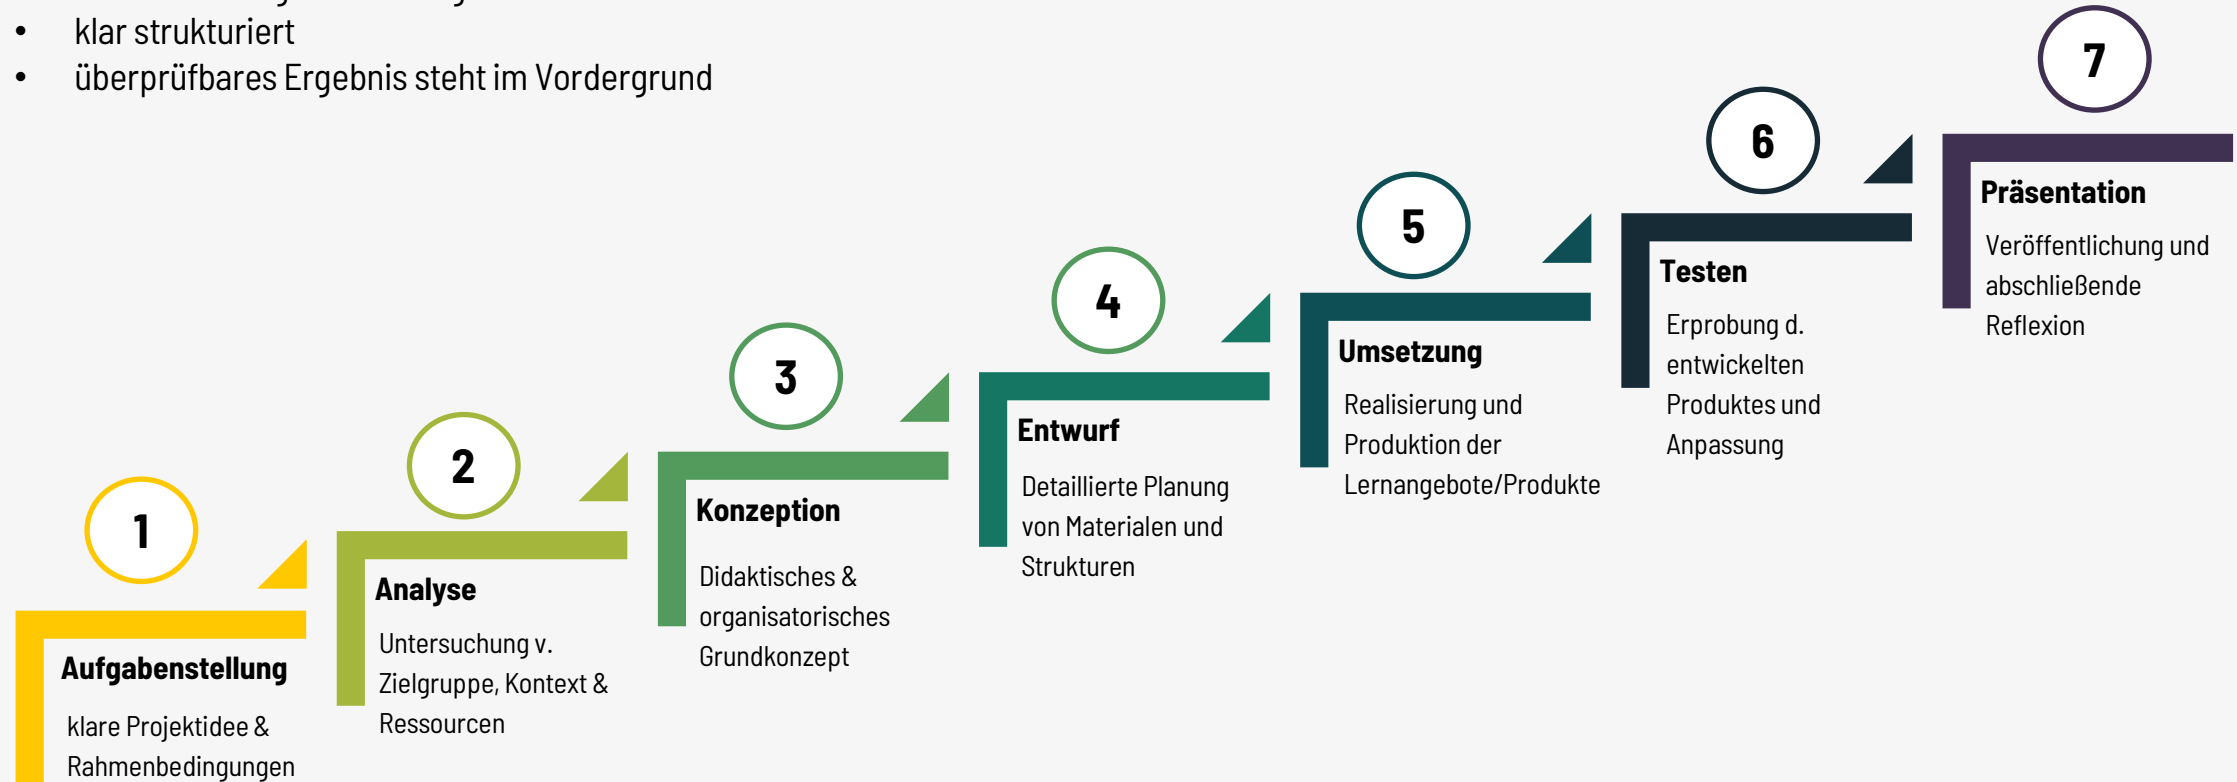 • klar strukturiert
• überprüfbares Ergebnis steht im Vordergrund
1
Aufgabenstellung
klare Projektidee &
Rahmenbedingungen
2
Analyse
Untersuchung v.
Zielgruppe, Kontext &
Ressourcen
3
Konzeption
Didaktisches &
organisatorisches
Grundkonzept
4
Entwurf
Detaillierte Planung
von Materialen und
Strukturen
5
Umsetzung
Realisierung und
Produktion der
Lernangebote/Produkte
6
Testen
Erprobung d.
entwickelten
Produktes und
Anpassung
7
Präsentation
Veröffentlichung und
abschließende
Reflexion